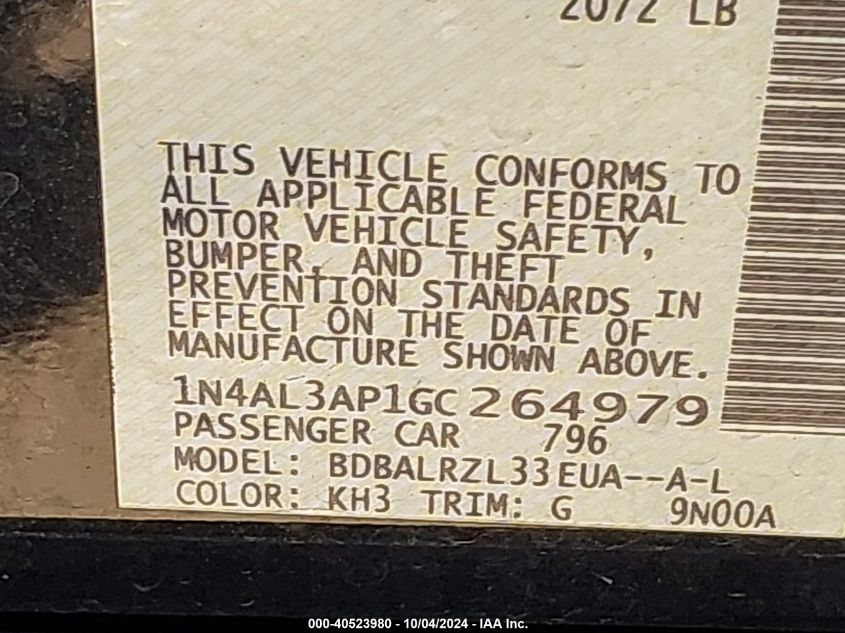 2072 LB
THIS VEHICLE CONFORMS TO
ALL APPLICABLE FEDERAL
MOTOR VEHICLE SAFETY,
BUMPER, AND THEFT
PREVENTION STANDARDS IN
EFFECT ON THE DATE OF
MANUFACTURE SHOWN ABOVE.
1N4AL3AP1GC264979
PASSENGER CAR 796
MODEL: BDBALRZL33EUA--A-L
COLOR: KH3 TRIM: G 9N00A
000-40523980 - 10/04/2024 - IAA Inc.